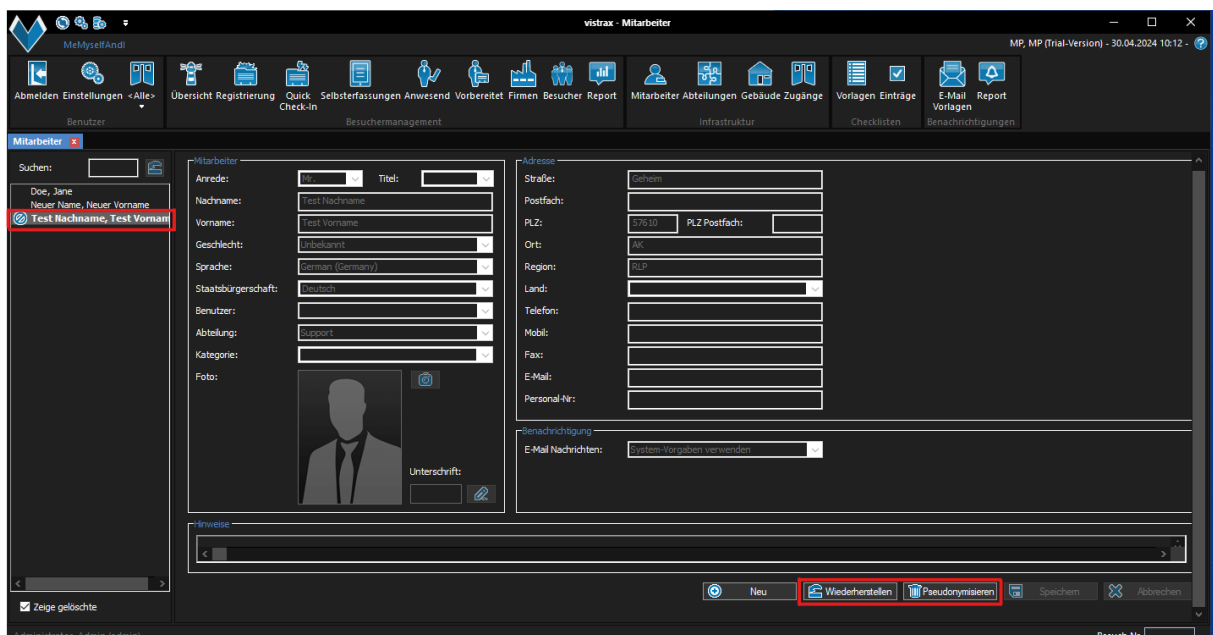 vistrax - Mitarbeiter
MeMyselfAndI
MP, MP (Trial-Version) - 30.04.2024 10:12 -
Abmelden Einstellungen <Alle>
Benutzer
Übersicht Registrierung Quick Check-In Selbsterfassungen Anwesend Vorbereitet Firmen Besucher Report
Besuchermanagement
Mitarbeiter Abteilungen Gebäude Zugänge
Infrastruktur
Vorlagen Einträge
Checklisten
E-Mail Vorlagen Report
Benachrichtigungen
Mitarbeiter x
Suchen:
Doe, Jane
Neuer Name, Neuer Vorname
Test Nachname, Test Vornam
Zeige gelöschte
Mitarbeiter
Anrede: Mr. Titel:
Nachname: Test Nachname
Vorname: Test Vorname
Geschlecht: Unbekannt
Sprache: German (Germany)
Staatsbürgerschaft: Deutsch
Benutzer:
Abteilung: Support
Kategorie:
Foto:
Unterschrift:
Adresse
Straße: Geheim
Postfach:
PLZ: 57610 PLZ Postfach:
Ort: AK
Region: RLP
Land:
Telefon:
Mobil:
Fax:
E-Mail:
Personal-Nr:
Benachrichtigung
E-Mail Nachrichten: System-Vorgaben verwenden
Hinweise
Neu Wiederherstellen Pseudonymisieren Speichern Abbrechen